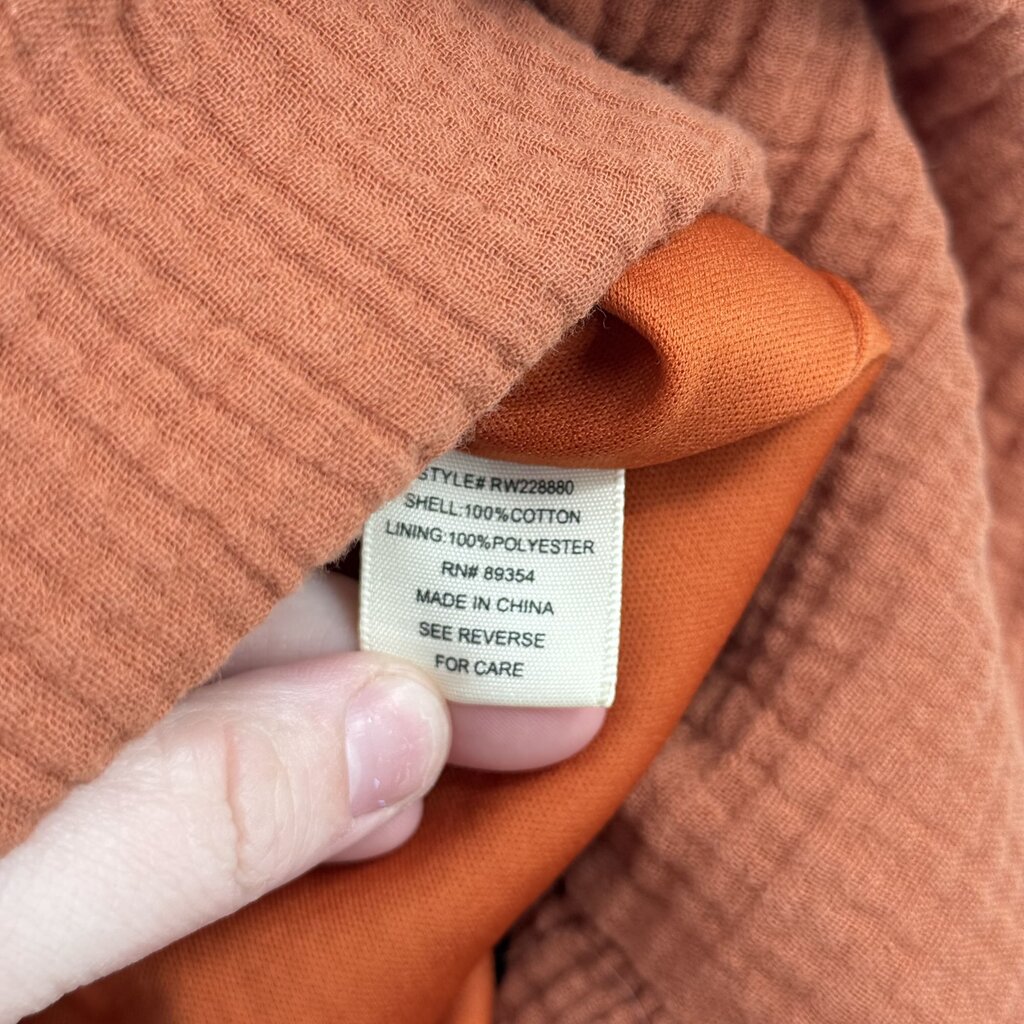 STYLE# RW228880
SHELL:100%COTTON
LINING:100%POLYESTER
RN# 89354
MADE IN CHINA
SEE REVERSE
FOR CARE